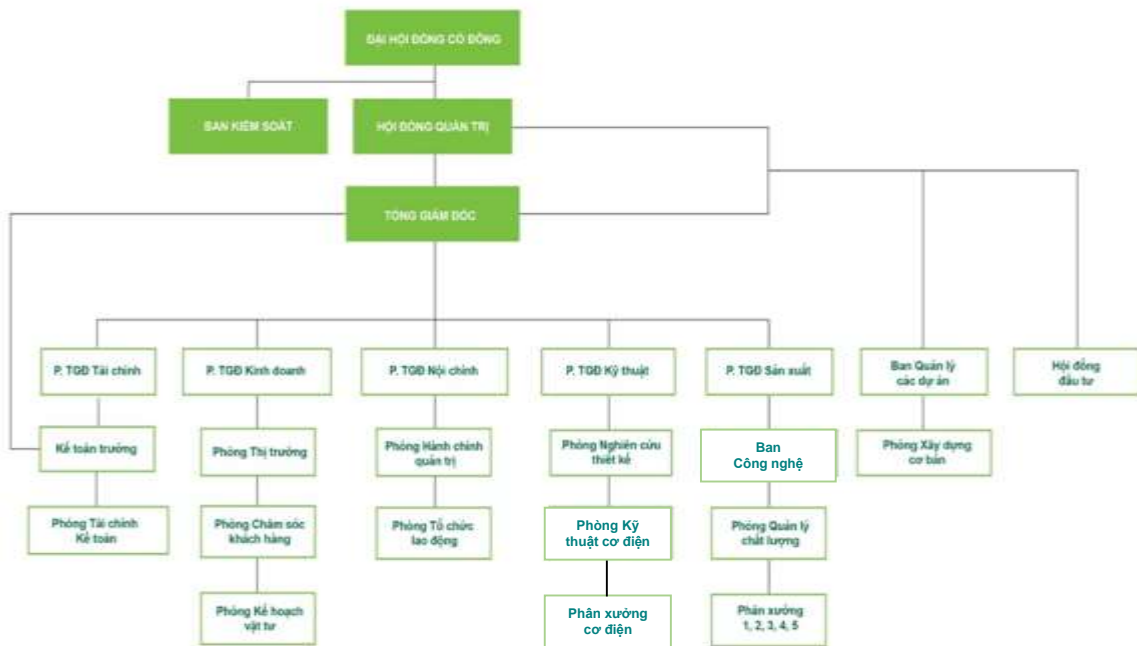 ĐẠI HỘI ĐỒNG CỔ ĐÔNG
BAN KIỂM SOÁT
HỘI ĐỒNG QUẢN TRỊ
TỔNG GIÁM ĐỐC
P. TGĐ Tài chính
P. TGĐ Kinh doanh
P. TGĐ Nội chính
P. TGĐ Kỹ thuật
P. TGĐ Sản xuất
Ban Quản lý
các dự án
Hội đồng
đầu tư
Kế toán trưởng
Phòng Thị trường
Phòng Hành chính
quản trị
Phòng Nghiên cứu
thiết kế
Ban
Công nghệ
Phòng Xây dựng
cơ bản
Phòng Tài chính
Kế toán
Phòng Chăm sóc
khách hàng
Phòng Tổ chức
lao động
Phòng Kỹ
thuật cơ điện
Phòng Quản lý
chất lượng
Phòng Kế hoạch
vật tư
Phân xưởng
cơ điện
Phân xưởng
1, 2, 3, 4, 5